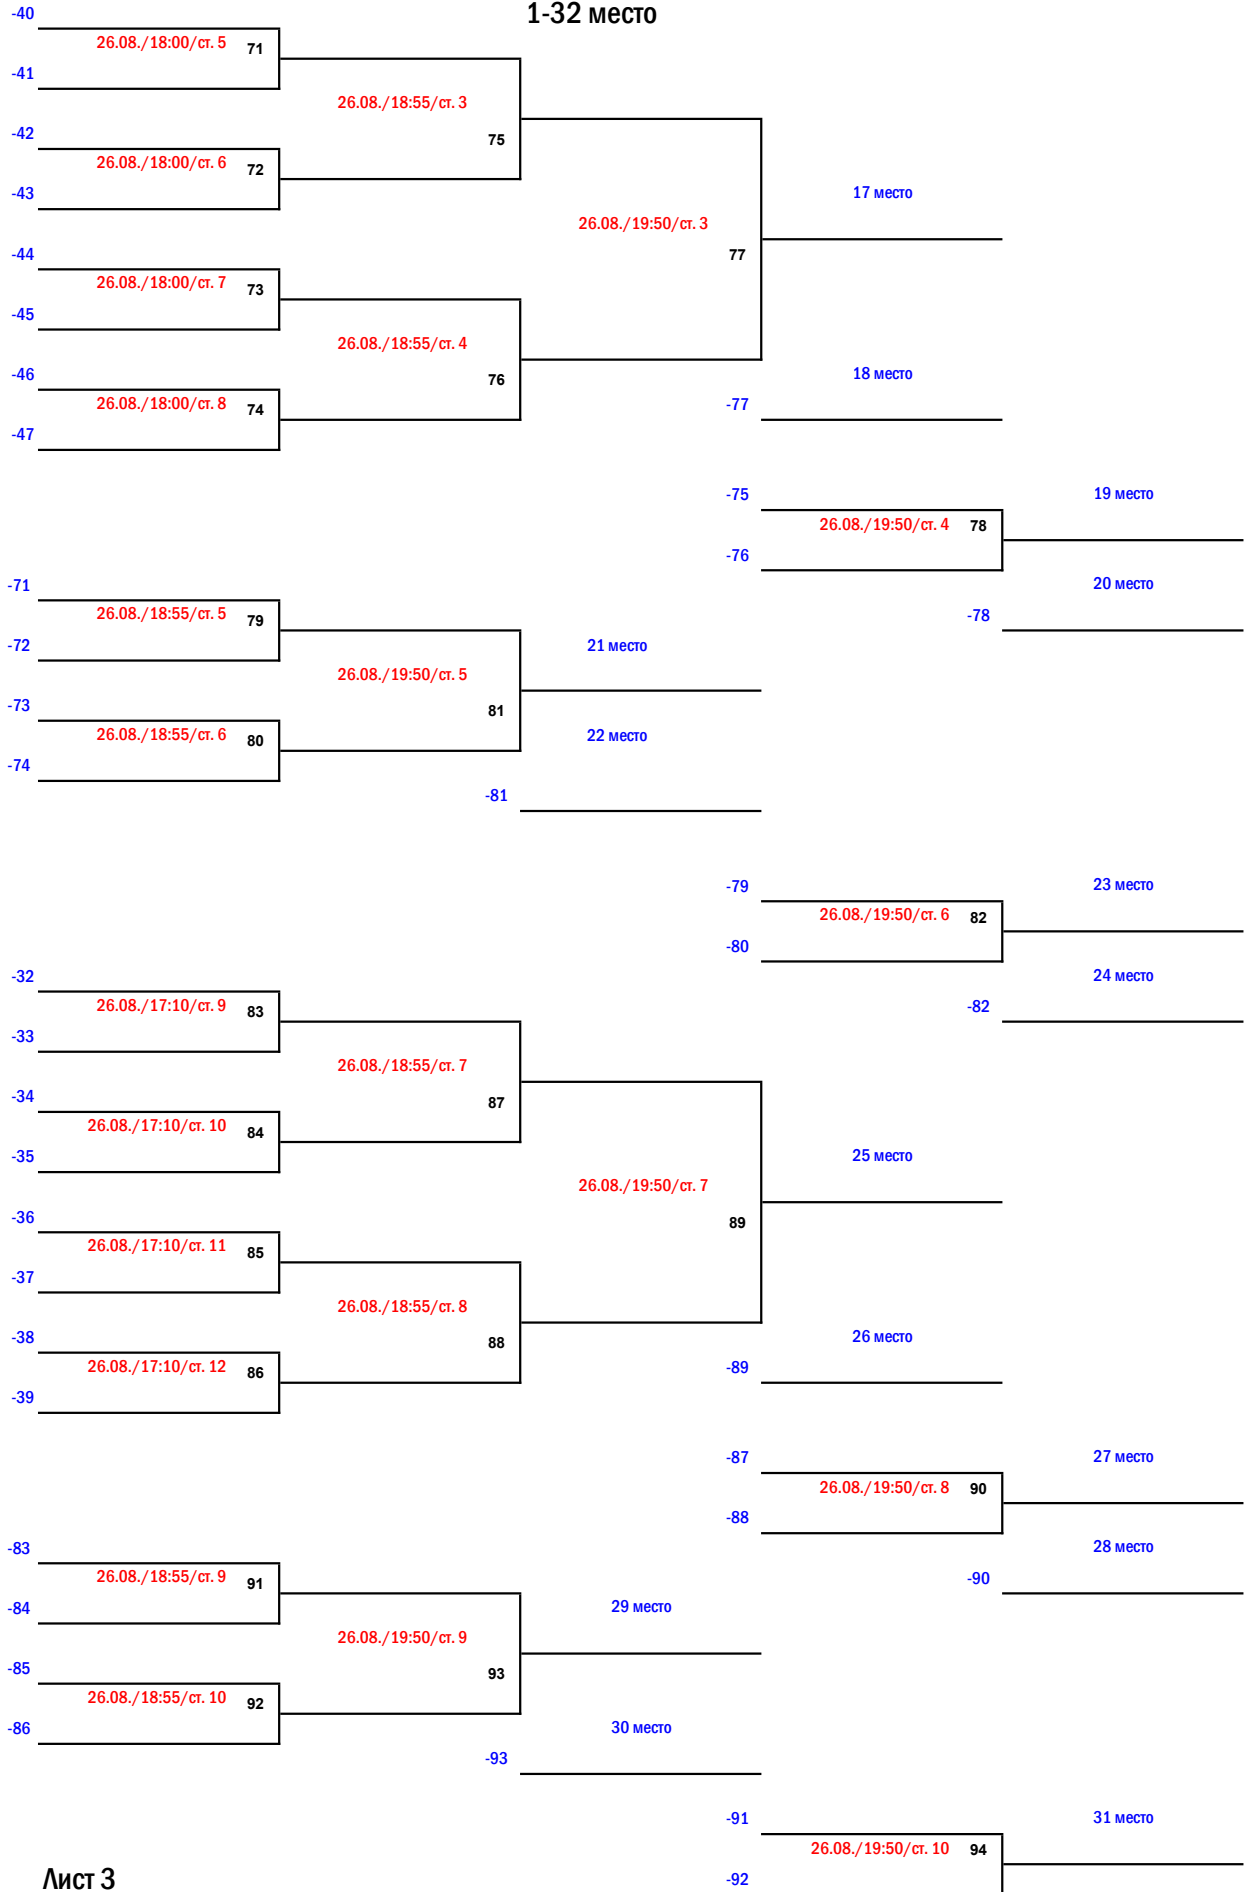 1-32 место
-40
26.08./18:00/ст. 5 71
-41
26.08./18:55/ст. 3
-42
75
26.08./18:00/ст. 6 72
-43
17 место
26.08./19:50/ст. 3
-44
77
26.08./18:00/ст. 7 73
-45
26.08./18:55/ст. 4
-46
18 место
76
26.08./18:00/ст. 8 74
-77
-47
-75
19 место
26.08./19:50/ст. 4 78
-76
-71
20 место
26.08./18:55/ст. 5 79
-78
-72
21 место
26.08./19:50/ст. 5
-73
81
26.08./18:55/ст. 6 80
22 место
-74
-81
-79
23 место
26.08./19:50/ст. 6 82
-80
-32
24 место
26.08./17:10/ст. 9 83
-82
-33
26.08./18:55/ст. 7
-34
87
26.08./17:10/ст. 10 84
-35
25 место
26.08./19:50/ст. 7
-36
89
26.08./17:10/ст. 11 85
-37
26.08./18:55/ст. 8
-38
26 место
88
26.08./17:10/ст. 12 86
-89
-39
-87
27 место
26.08./19:50/ст. 8 90
-88
-83
28 место
26.08./18:55/ст. 9 91
-90
-84
29 место
26.08./19:50/ст. 9
-85
93
26.08./18:55/ст. 10 92
-86
30 место
-93
-91
31 место
26.08./19:50/ст. 10 94
-92
Лист 3